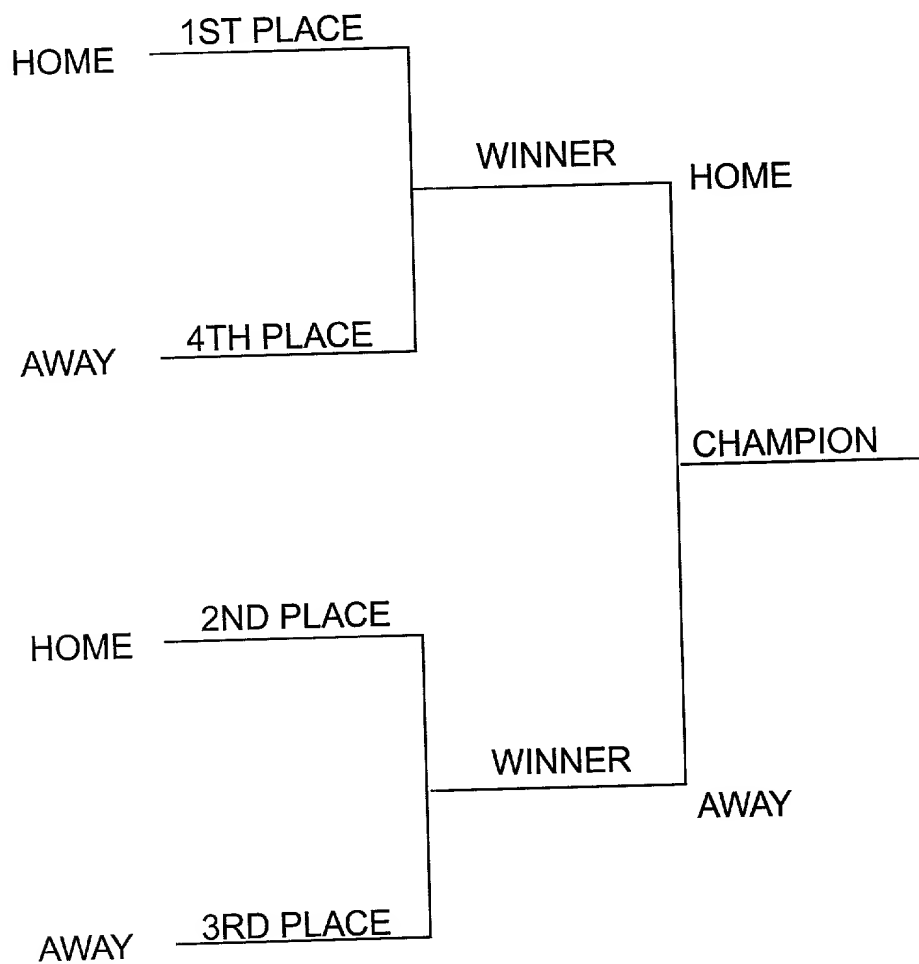 1ST PLACE
HOME
WINNER
HOME
4TH PLACE
AWAY
CHAMPION
2ND PLACE
HOME
WINNER
AWAY
3RD PLACE
AWAY